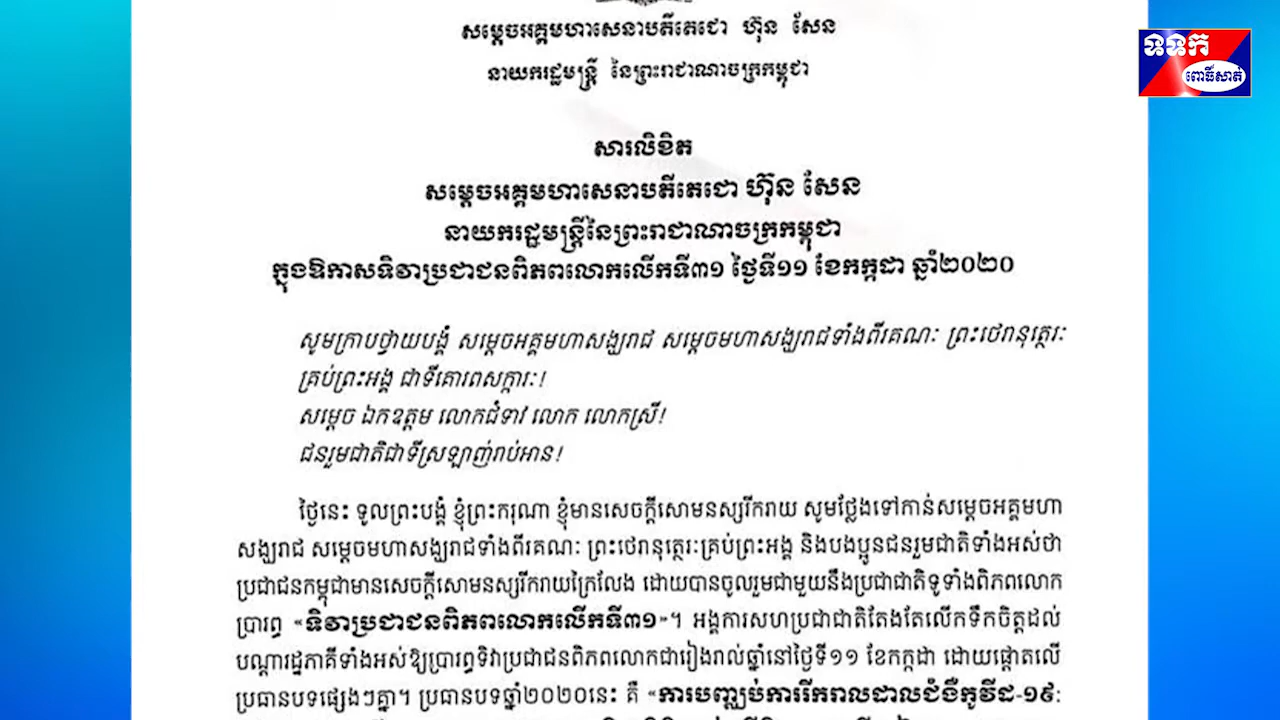 សម្តេចអគ្គមហាសេនាបតីតេជោ ហ៊ុន សែន
នាយករដ្ឋមន្ត្រី នៃព្រះរាជាណាចក្រកម្ពុជា
ទទក
ពោធិ៍សាត់
សារលិខិត
សម្តេចអគ្គមហាសេនាបតីតេជោ ហ៊ុន សែន
នាយករដ្ឋមន្ត្រីនៃព្រះរាជាណាចក្រកម្ពុជា
ក្នុងឱកាសទិវាប្រជាជនពិភពលោកលើកទី៣១ ថ្ងៃទី១១ ខែកក្កដា ឆ្នាំ២០២០
សូមក្រាបថ្វាយបង្គំ សម្តេចអគ្គមហាសង្ឃរាជ សម្តេចមហាសង្ឃរាជទាំងពីរគណៈ ព្រះថេរានុត្ថេរៈ
គ្រប់ព្រះអង្គ ជាទីគោរពសក្ការៈ!
សម្តេច ឯកឧត្តម លោកជំទាវ លោក លោកស្រី!
ជនរួមជាតិជាទីស្រឡាញ់រាប់អាន!
ថ្ងៃនេះ ទូលព្រះបង្គំ ខ្ញុំព្រះករុណា ខ្ញុំមានសេចក្តីសោមនស្សរីករាយ សូមថ្លែងទៅកាន់សម្តេចអគ្គមហា
សង្ឃរាជ សម្តេចមហាសង្ឃរាជទាំងពីរគណៈ ព្រះថេរានុត្ថេរៈគ្រប់ព្រះអង្គ និងបងប្អូនជនរួមជាតិទាំងអស់ថា
ប្រជាជនកម្ពុជាមានសេចក្តីសោមនស្សរីករាយក្រៃលែង ដោយបានចូលរួមជាមួយនឹងប្រជាជាតិទូទាំងពិភពលោក
ប្រារព្ធ «ទិវាប្រជាជនពិភពលោកលើកទី៣១»។ អង្គការសហប្រជាជាតិតែងតែលើកទឹកចិត្តដល់
បណ្តារដ្ឋភាគីទាំងអស់ឱ្យប្រារព្ធទិវាប្រជាជនពិភពលោកជារៀងរាល់ឆ្នាំនៅថ្ងៃទី១១ ខែកក្កដា ដោយផ្តោតលើ
ប្រធានបទផ្សេងៗគ្នា។ ប្រធានបទឆ្នាំ២០២០នេះ គឺ «ការបញ្ឈប់ការរីករាលដាលជំងឺកូវីដ-១៩: